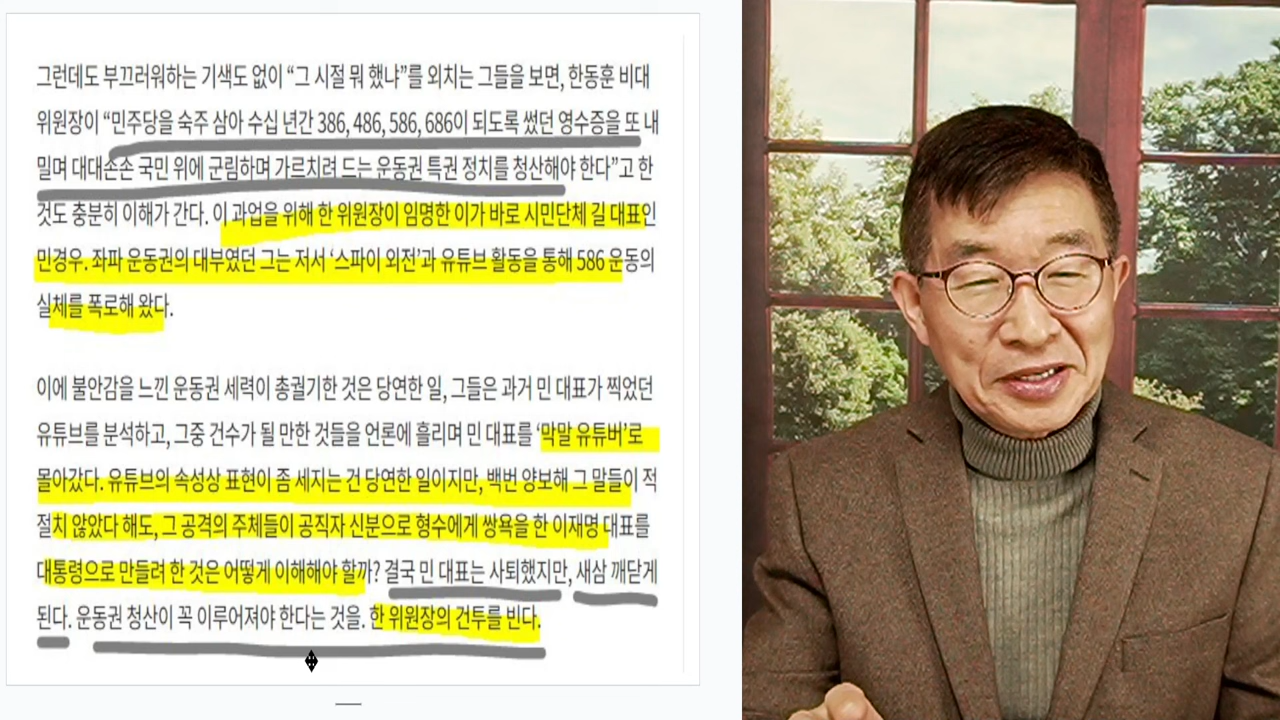 그런데도 부끄러워하는 기색도 없이 “그 시절 뭐 했냐”를 외치는 그들을 보면, 한동훈 비대
위원장이 “민주당을 숙주 삼아 수십 년간 386, 486, 586, 686이 되도록 썼던 영수증을 또 내
밀며 대대손손 국민 위에 군림하며 가르치려 드는 운동권 특권 정치를 청산해야 한다”고 한
것도 충분히 이해가 간다. 이 과업을 위해 한 위원장이 임명한 이가 바로 시민단체 길 대표인
민경우. 좌파 운동권의 대부였던 그는 저서 ‘스파이 외전’과 유튜브 활동을 통해 586 운동의
실체를 폭로해 왔다.
이에 불안감을 느낀 운동권 세력이 총궐기한 것은 당연한 일, 그들은 과거 민 대표가 찍었던
유튜브를 분석하고, 그중 건수가 될 만한 것들을 언론에 흘리며 민 대표를 ‘막말 유튜버’로
몰아갔다. 유튜브의 속성상 표현이 좀 세지는 건 당연한 일이지만, 백번 양보해 그 말들이 적
절치 않았다 해도, 그 공격의 주체들이 공직자 신분으로 형수에게 쌍욕을 한 이재명 대표를
대통령으로 만들려 한 것은 어떻게 이해해야 할까? 결국 민 대표는 사퇴했지만, 새삼 깨닫게
된다. 운동권 청산이 꼭 이루어져야 한다는 것을. 한 위원장의 건투를 빈다.